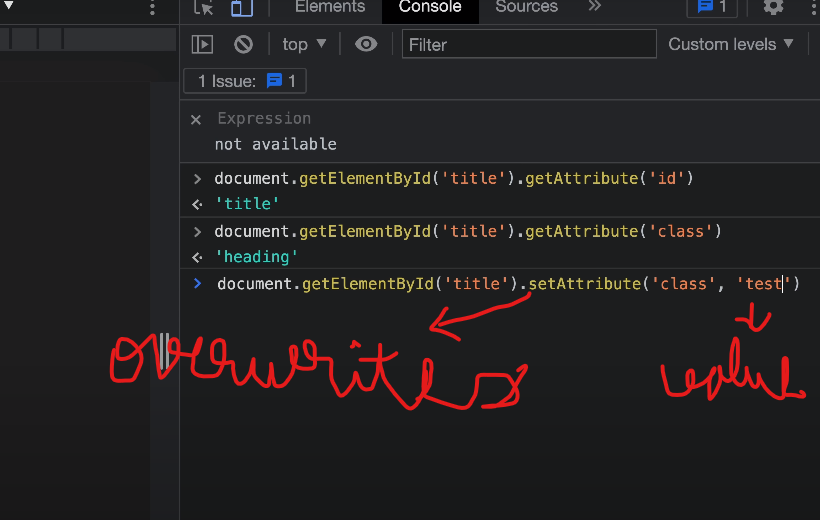 Elements Console Sources » 1
top Filter Custom levels
1 Issue: 1
Expression
not available
> document.getElementById('title').getAttribute('id')
'title'
> document.getElementById('title').getAttribute('class')
'heading'
> document.getElementById('title').setAttribute('class', 'test')
overwrites